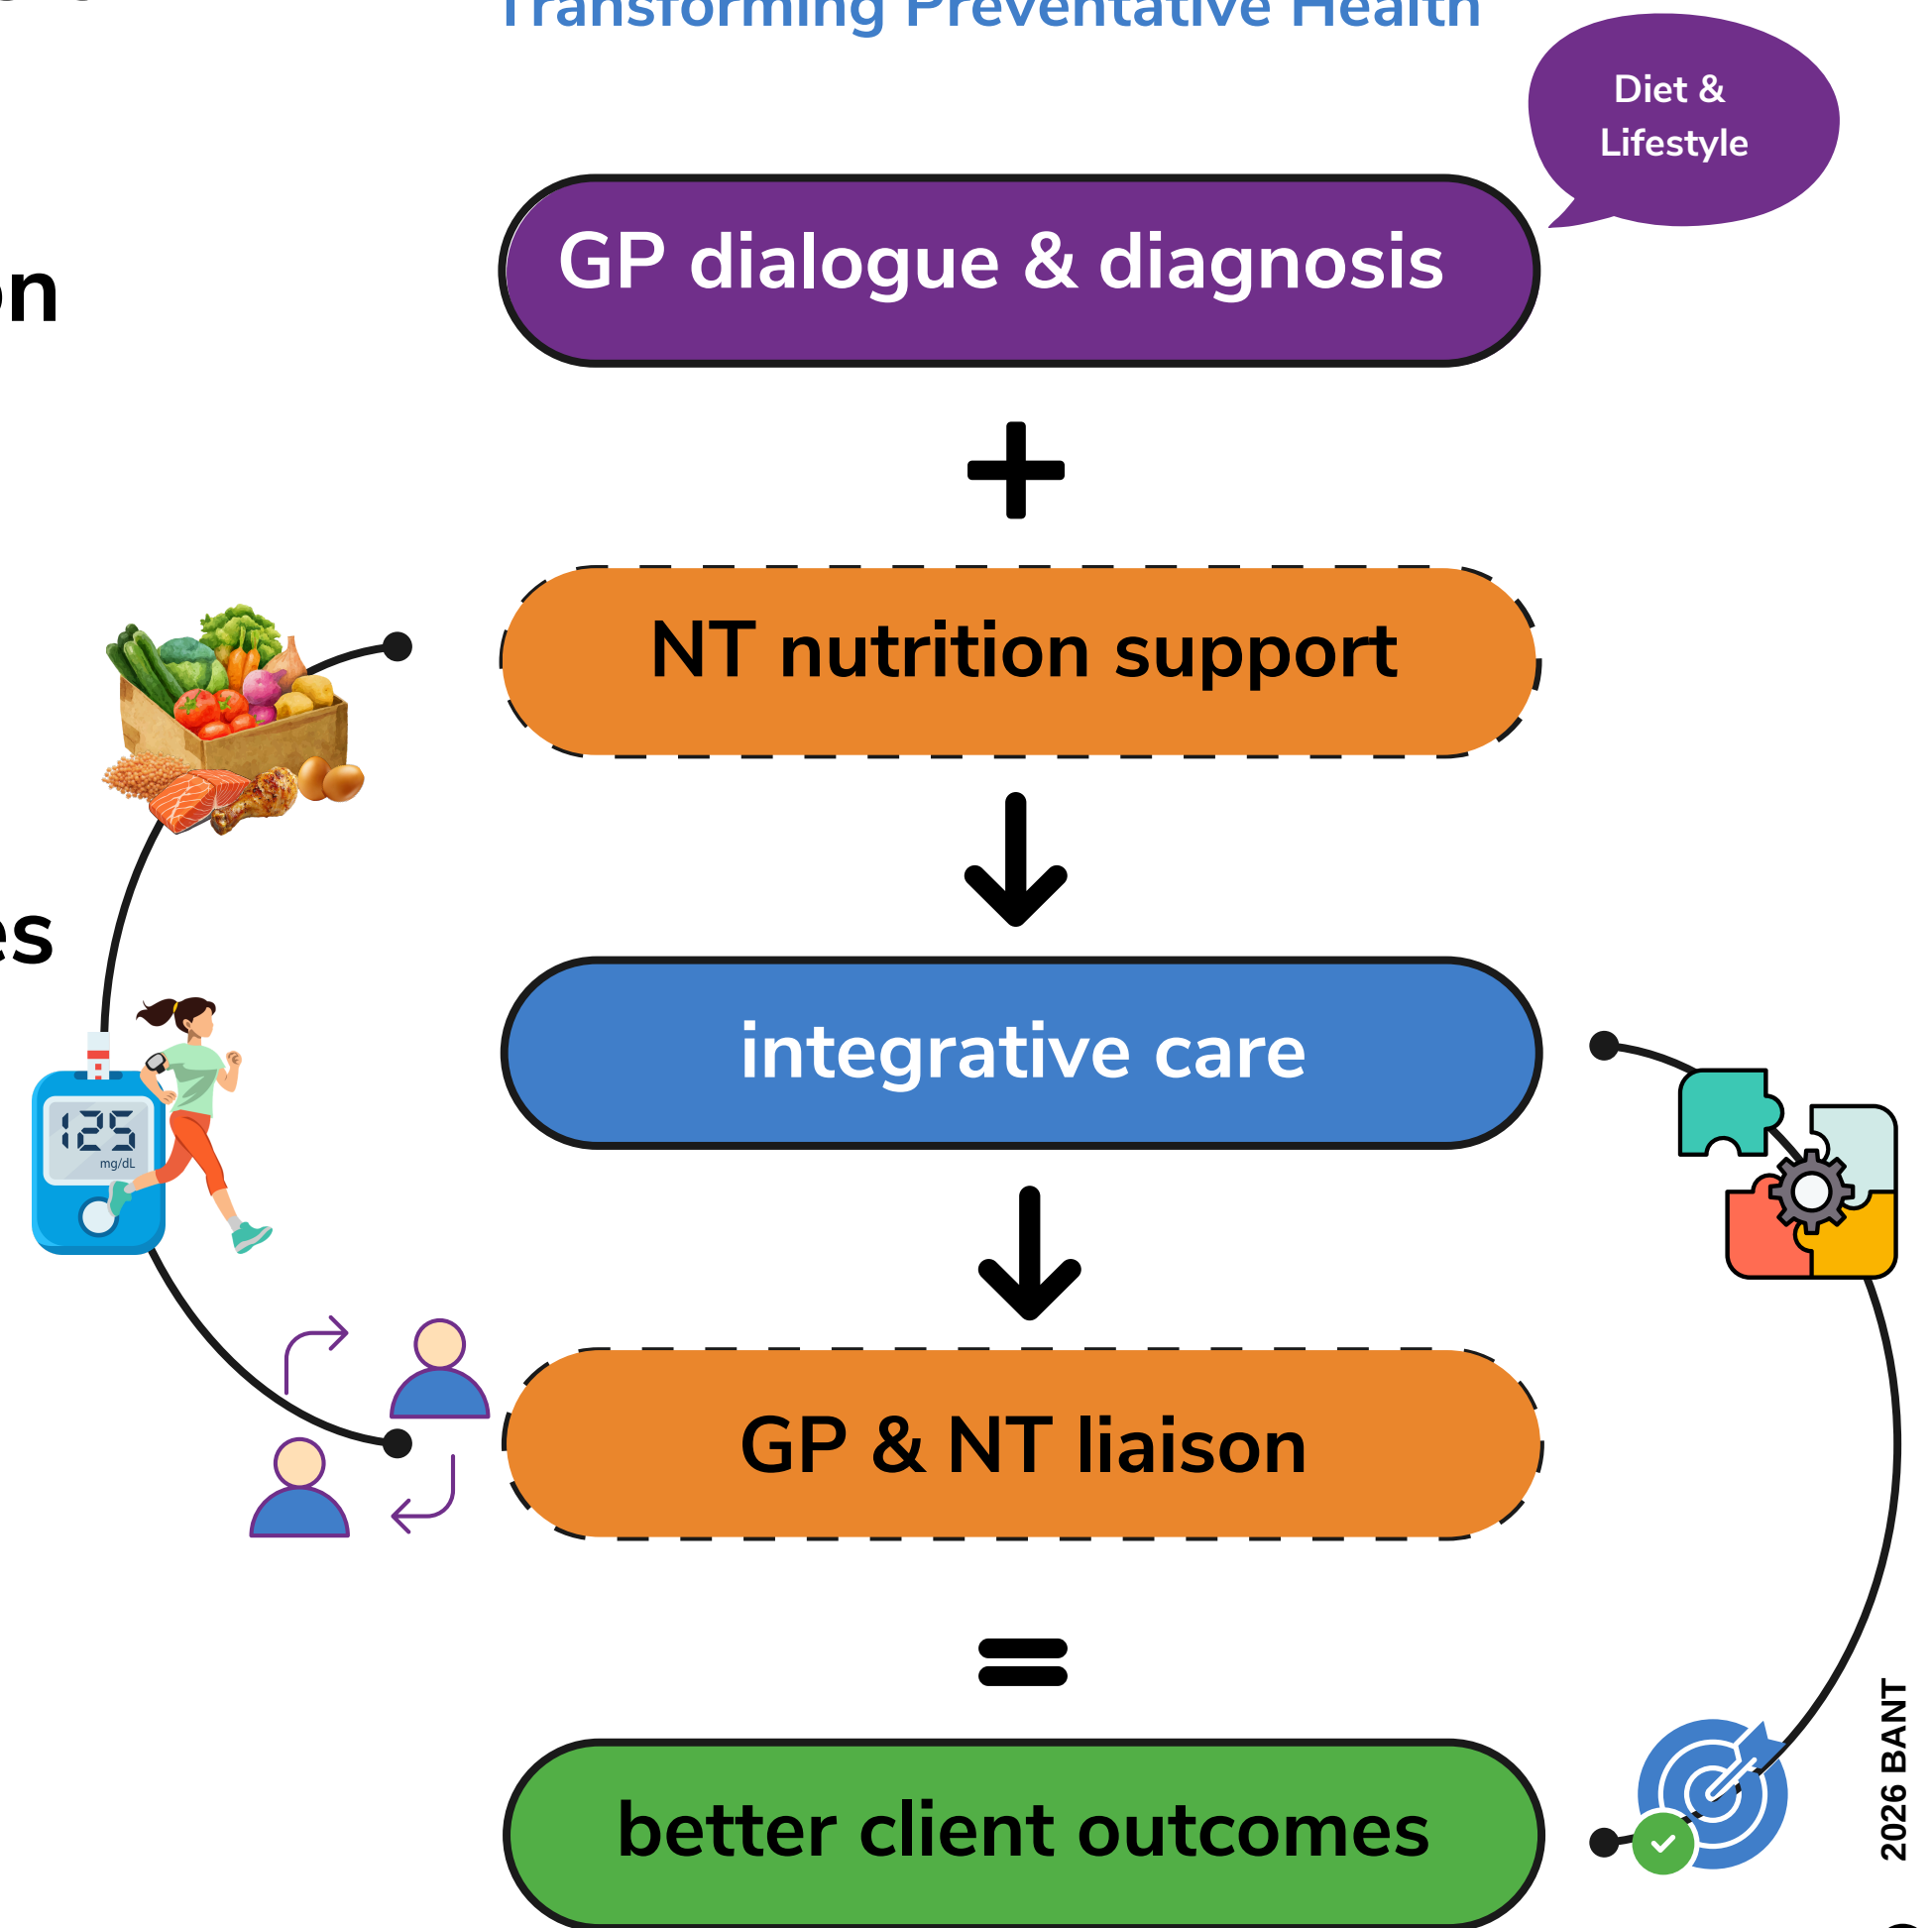 Transforming Preventative Health
Diet &
Lifestyle
GP dialogue & diagnosis
NT nutrition support
integrative care
125
mg/dL
GP & NT liaison
better client outcomes
2026 BANT